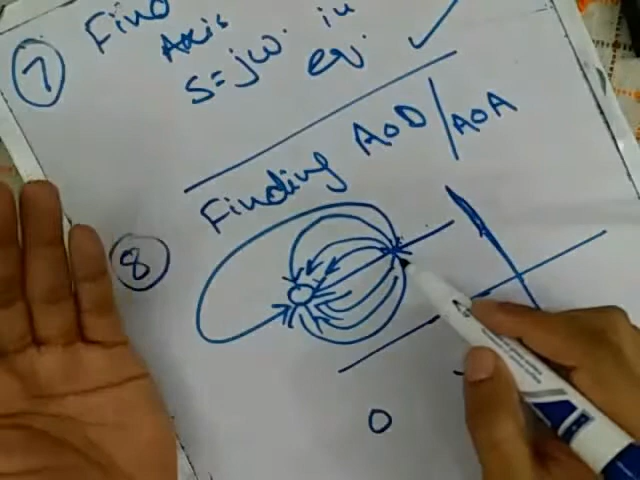 7 Find
Axis in
s=jω. eq.
Finding AOD/AOA
8